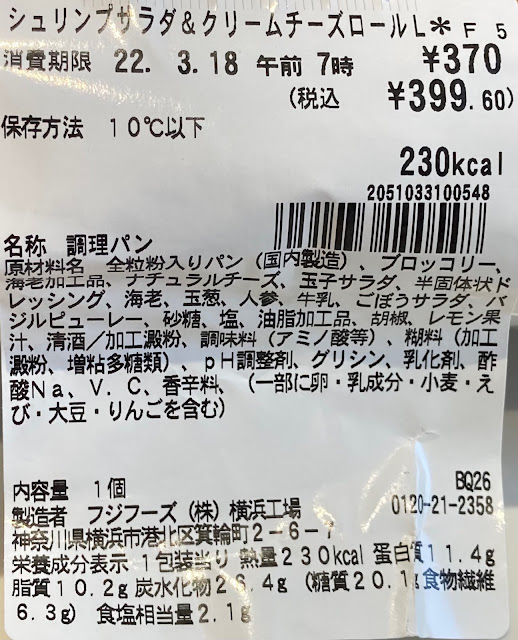 シュリンプサラダ&クリームチーズロールL* F 5
消費期限 22. 3.18 午前 7時 ¥370
(税込 ¥399.60)
保存方法 10℃以下
230kcal
2051033100548
名称 調理パン
原材料名 全粒粉入りパン(国内製造)、ブロッコリー、
海老加工品、ナチュラルチーズ、玉子サラダ、半固体状ド
レッシング、海老、玉葱、人参、牛乳、ごぼうサラダ、バ
ジルピューレー、砂糖、塩、油脂加工品、胡椒、レモン果
汁、清酒/加工澱粉、調味料(アミノ酸等)、糊料(加工
澱粉、増粘多糖類)、pH調整剤、グリシン、乳化剤、酢
酸Na、V.C、香辛料、(一部に卵・乳成分・小麦・え
び・大豆・りんごを含む)
内容量 1個 BQ26
製造者 フジフーズ(株)横浜工場 0120-21-2358
神奈川県横浜市港北区箕輪町2-6-7
栄養成分表示 1包装当り 熱量230kcal 蛋白質11.4g
脂質10.2g 炭水化物26.4g (糖質20.1g 食物繊維
6.3g) 食塩相当量2.1g